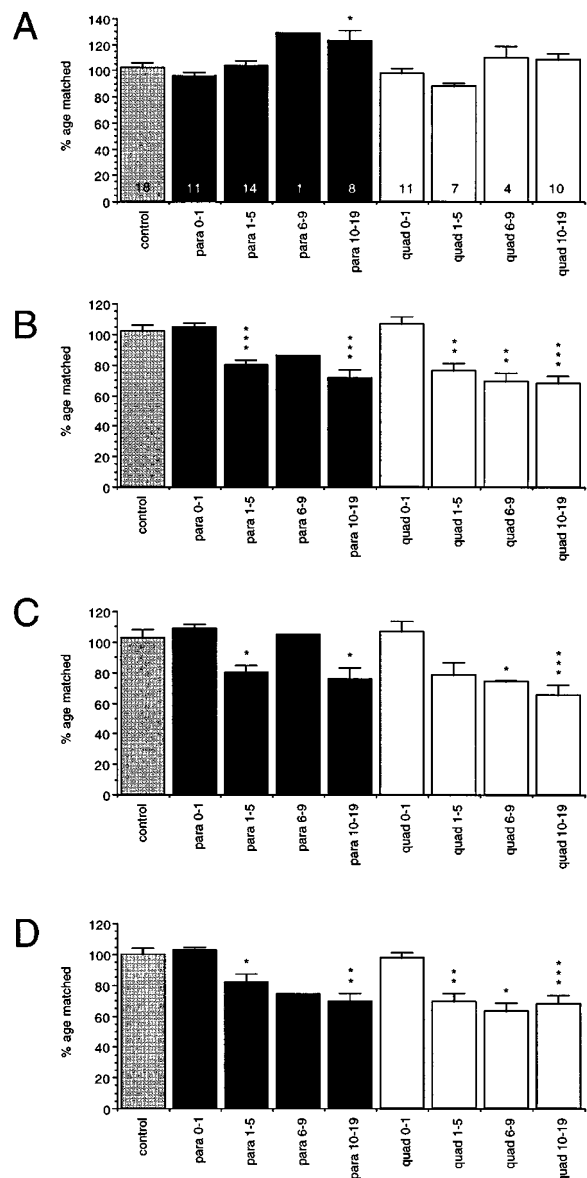 A
% age matched
140
120
100
80
60
40
20
0
18 11 14 1 8 11 7 4 10
*
control para 0-1 para 1-5 para 6-9 para 10-19 quad 0-1 quad 1-5 quad 6-9 quad 10-19
B
% age matched
120
100
80
60
40
20
0
*** *** ** ** ***
control para 0-1 para 1-5 para 6-9 para 10-19 quad 0-1 quad 1-5 quad 6-9 quad 10-19
C
% age matched
120
100
80
60
40
20
0
* * * ***
control para 0-1 para 1-5 para 6-9 para 10-19 quad 0-1 quad 1-5 quad 6-9 quad 10-19
D
% age matched
120
100
80
60
40
20
0
* ** ** * ***
control para 0-1 para 1-5 para 6-9 para 10-19 quad 0-1 quad 1-5 quad 6-9 quad 10-19